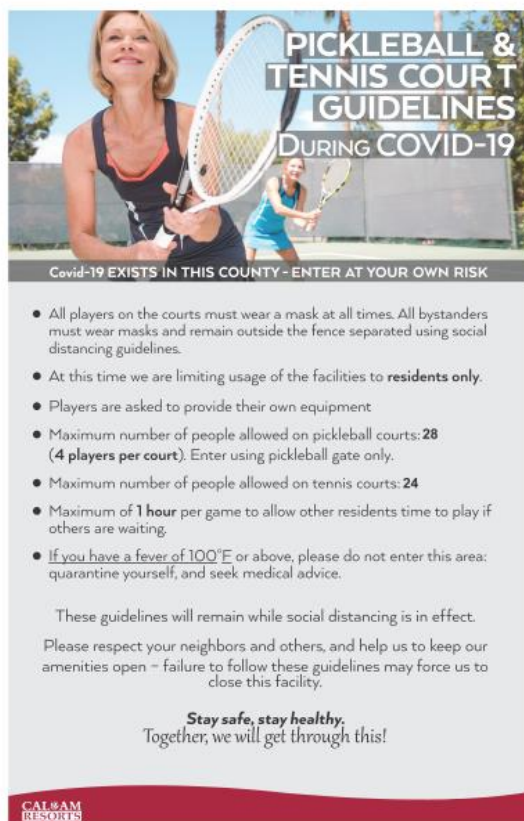 PICKLEBALL &
TENNIS COURT
GUIDELINES
DURING COVID-19
Covid-19 EXISTS IN THIS COUNTY - ENTER AT YOUR OWN RISK
● All players on the courts must wear a mask at all times. All bystanders
must wear masks and remain outside the fence separated using social
distancing guidelines.
● At this time we are limiting usage of the facilities to residents only.
● Players are asked to provide their own equipment
● Maximum number of people allowed on pickleball courts: 28
(4 players per court). Enter using pickleball gate only.
● Maximum number of people allowed on tennis courts: 24
● Maximum of 1 hour per game to allow other residents time to play if
others are waiting.
● If you have a fever of 100°F or above, please do not enter this area:
quarantine yourself, and seek medical advice.
These guidelines will remain while social distancing is in effect.
Please respect your neighbors and others, and help us to keep our
amenities open – failure to follow these guidelines may force us to
close this facility.
Stay safe, stay healthy.
Together, we will get through this!
CAL AM
RESORTS